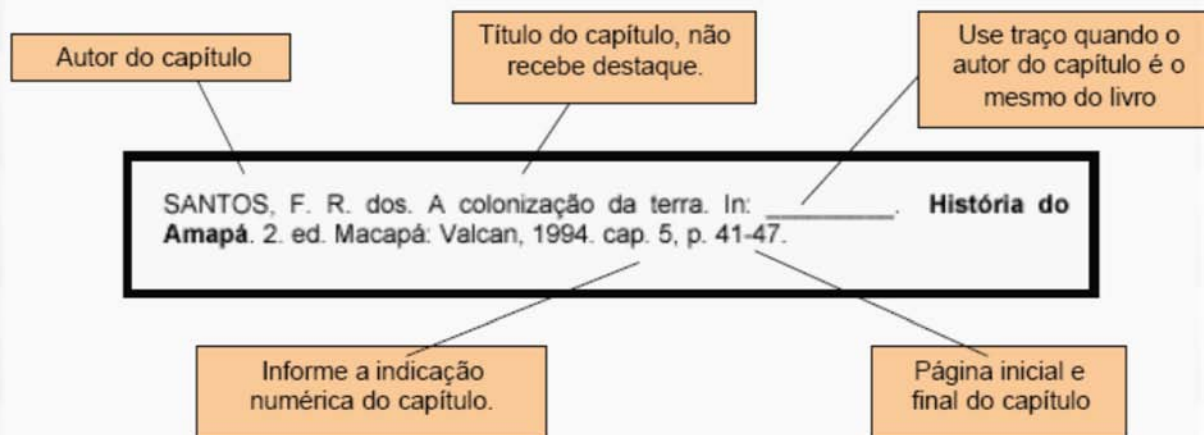 Autor do capítulo
Título do capítulo, não
recebe destaque.
Use traço quando o
autor do capítulo é o
mesmo do livro
SANTOS, F. R. dos. A colonização da terra. In: __________. História do
Amapá. 2. ed. Macapá: Valcan, 1994. cap. 5, p. 41-47.
Informe a indicação
numérica do capítulo.
Página inicial e
final do capítulo